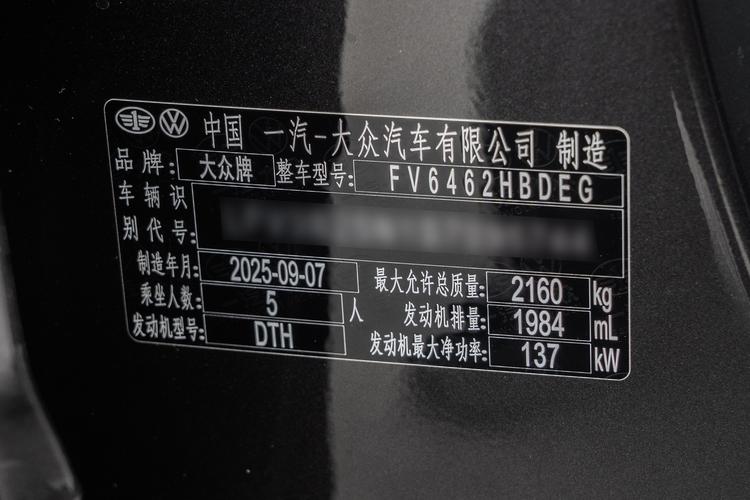 中国 一汽-大众汽车有限公司 制造
品牌: 大众牌 整车型号: FV6462HBDEG
车辆识
别代号:
制造年月: 2025-09-07 最大允许总质量: 2160 kg
乘坐人数: 5 人 发动机排量: 1984 mL
发动机型号: DTH 发动机最大净功率: 137 kW